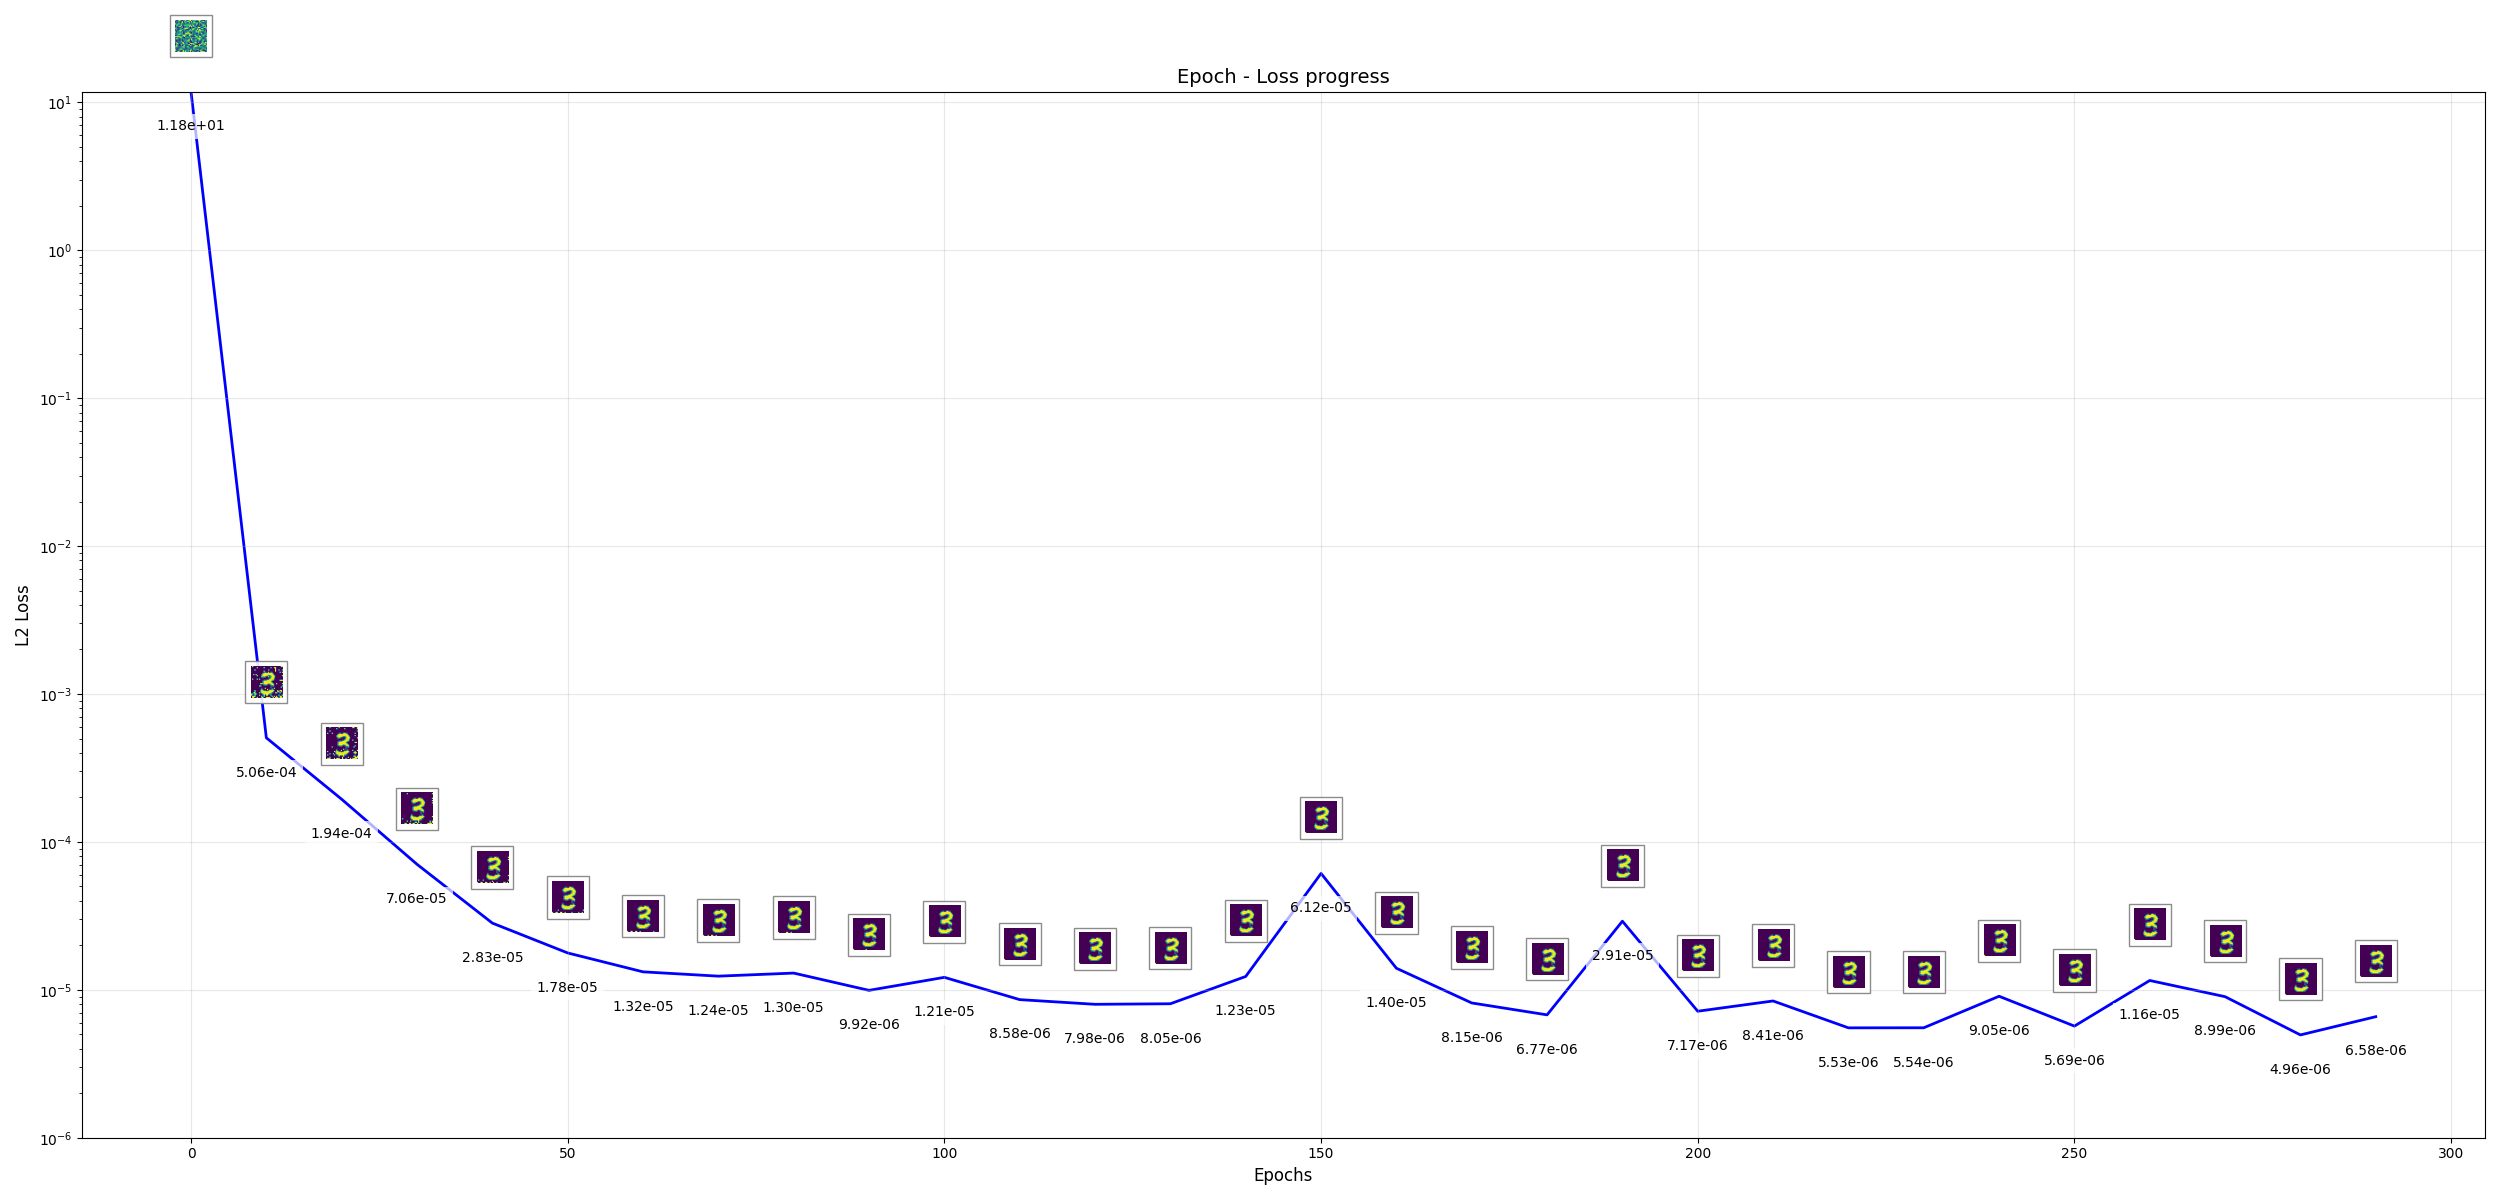 Epoch - Loss progress
L2 Loss
10¹
10⁰
10⁻¹
10⁻²
10⁻³
10⁻⁴
10⁻⁵
10⁻⁶
1.18e+01
5.06e-04
1.94e-04
7.06e-05
2.83e-05
1.78e-05
1.32e-05
1.24e-05
1.30e-05
9.92e-06
1.21e-05
8.58e-06
7.98e-06
8.05e-06
1.23e-05
6.12e-05
1.40e-05
8.15e-06
6.77e-06
2.91e-05
7.17e-06
8.41e-06
5.53e-06
5.54e-06
9.05e-06
5.69e-06
1.16e-05
8.99e-06
4.96e-06
6.58e-06
0 50 100 150 200 250 300
Epochs